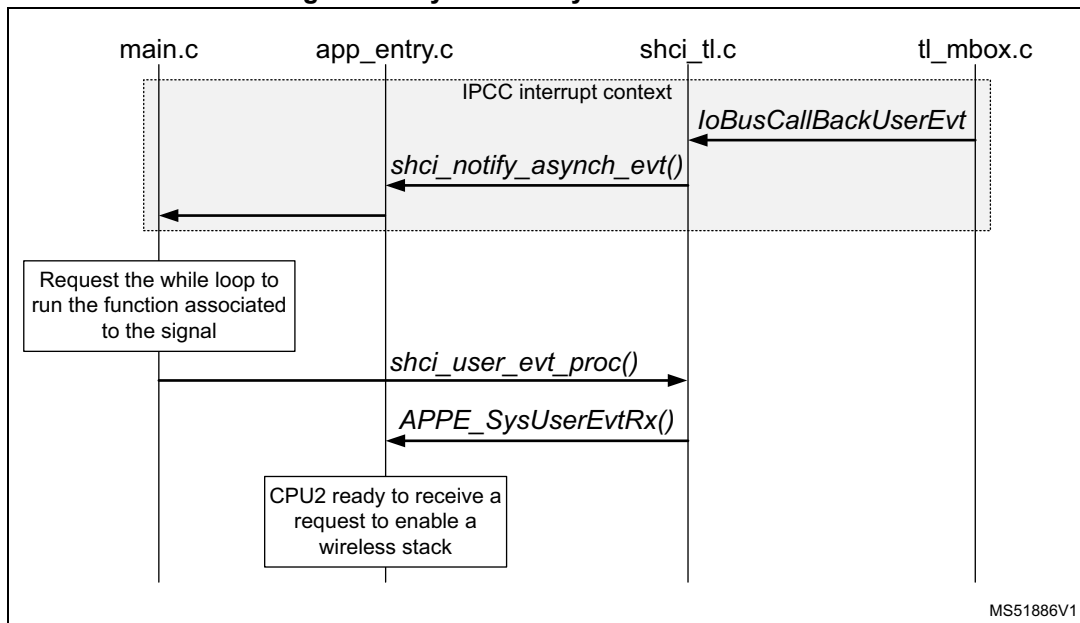 main.c
app_entry.c
shci_tl.c
tl_mbox.c
IPCC interrupt context
IoBusCallBackUserEvt
shci_notify_asynch_evt()
Request the while loop to
run the function associated
to the signal
shci_user_evt_proc()
APPE_SysUserEvtRx()
CPU2 ready to receive a
request to enable a
wireless stack
MS51886V1